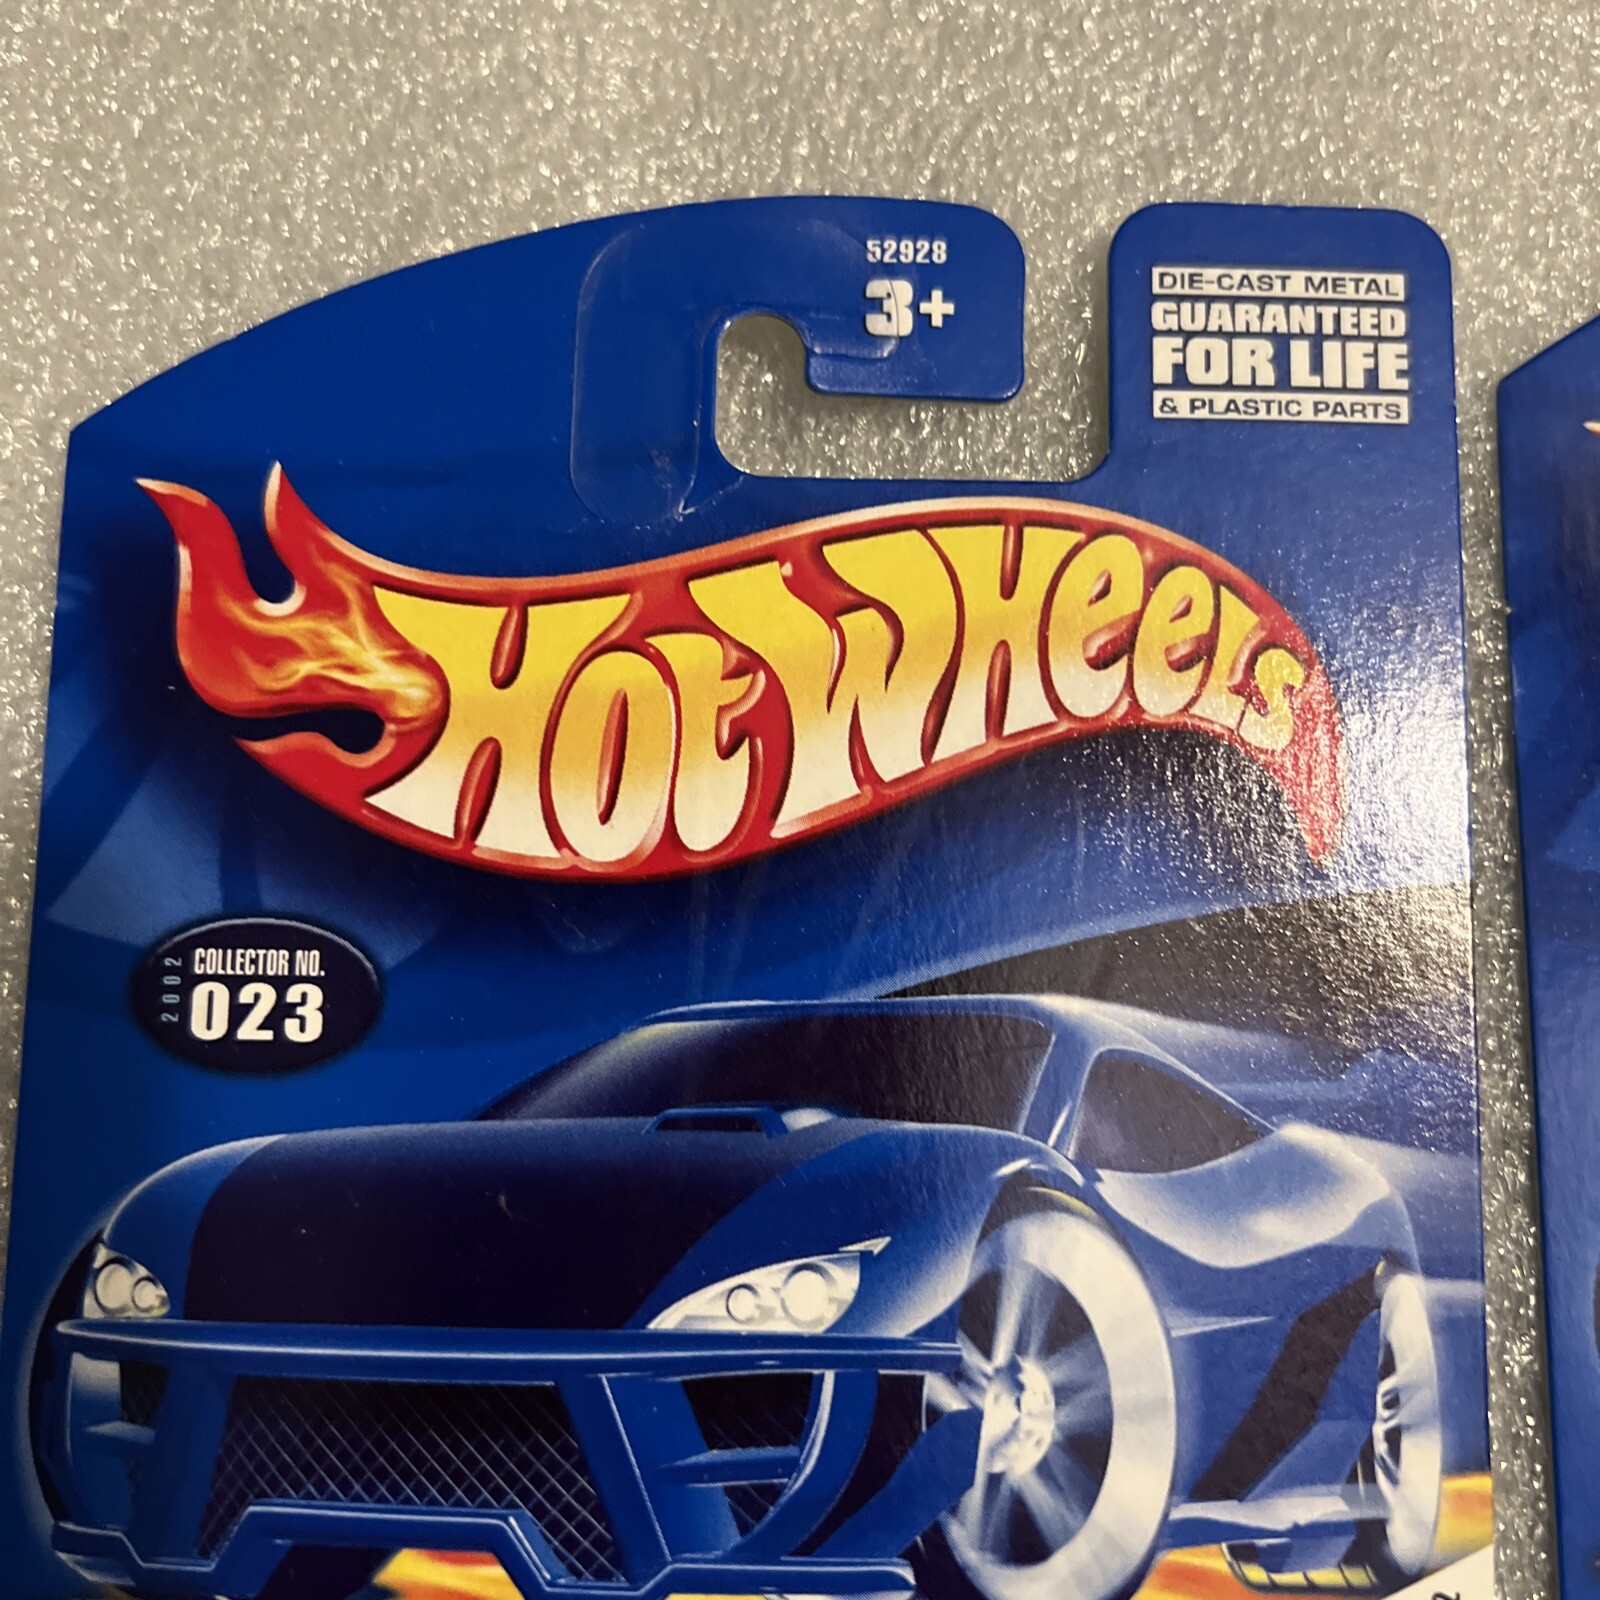 52928
3+
DIE-CAST METAL
GUARANTEED
FOR LIFE
& PLASTIC PARTS
HOT WHEELS
2002
COLLECTOR NO.
023